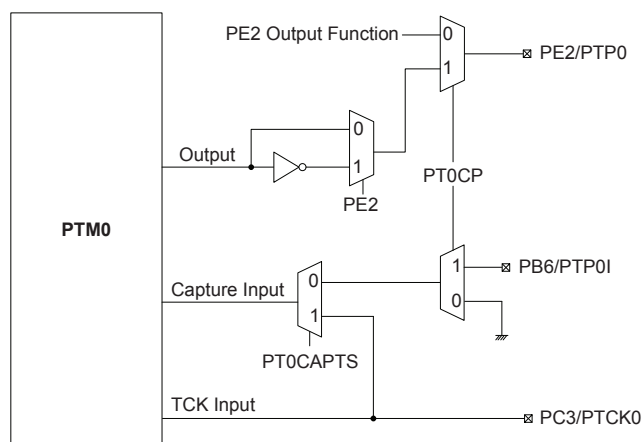 PE2 Output Function
0
1
PE2/PTP0
Output
0
1
PE2
PT0CP
PTM0
Capture Input
0
1
PT0CAPTS
1
0
PB6/PTP0I
TCK Input
PC3/PTCK0